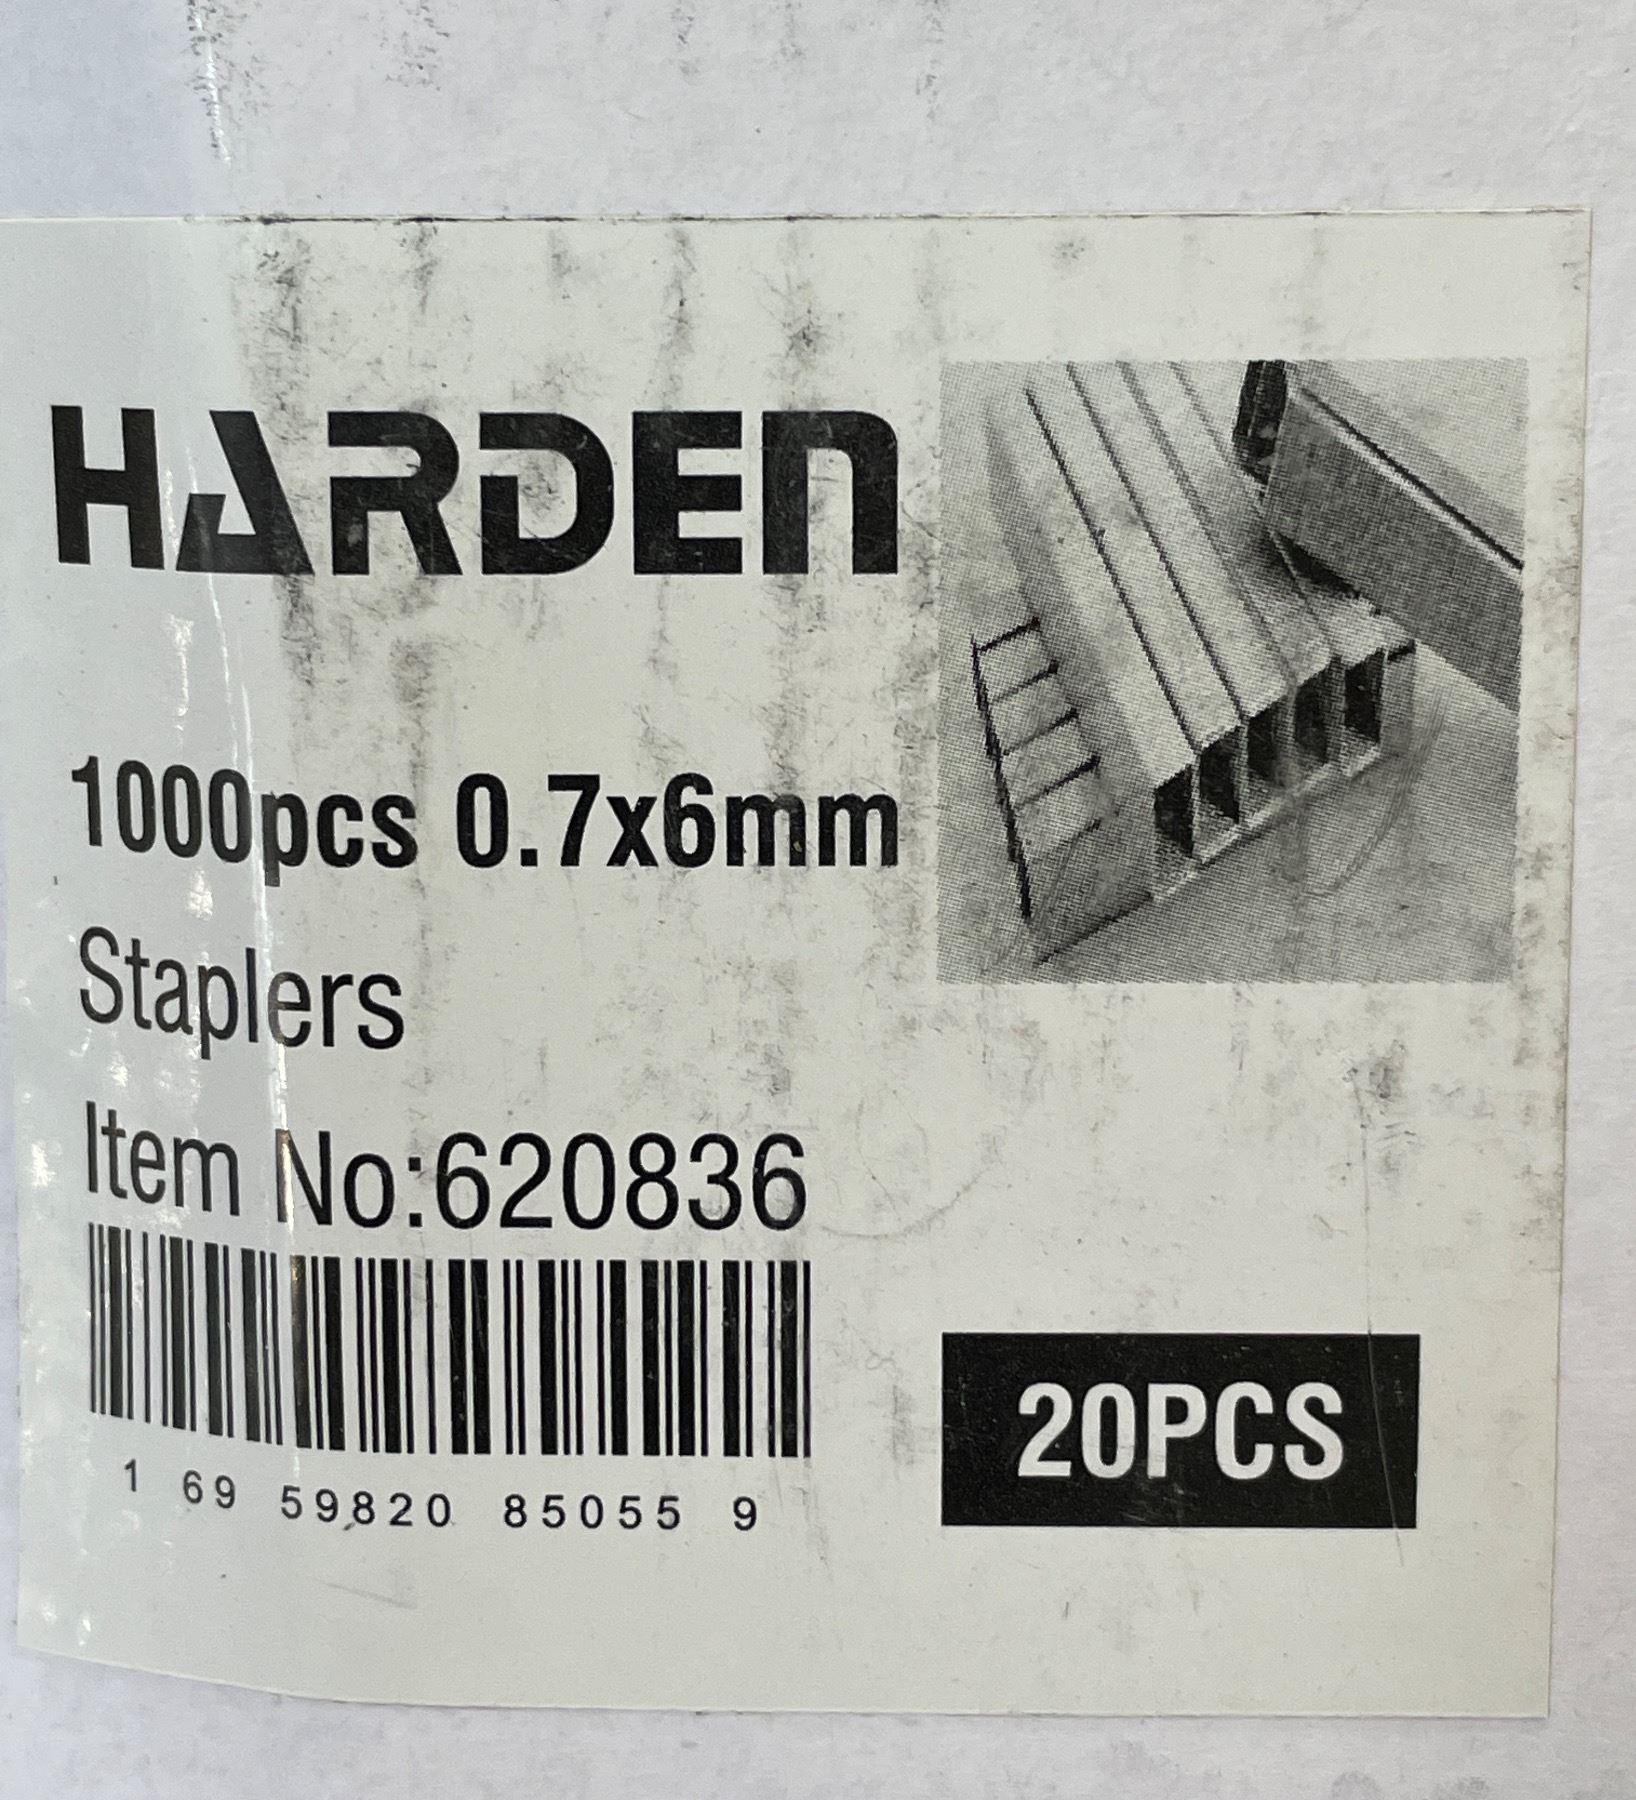 HARDEN
1000pcs 0.7x6mm
Staplers
Item No:620836
1 69 59820 85055 9
20PCS